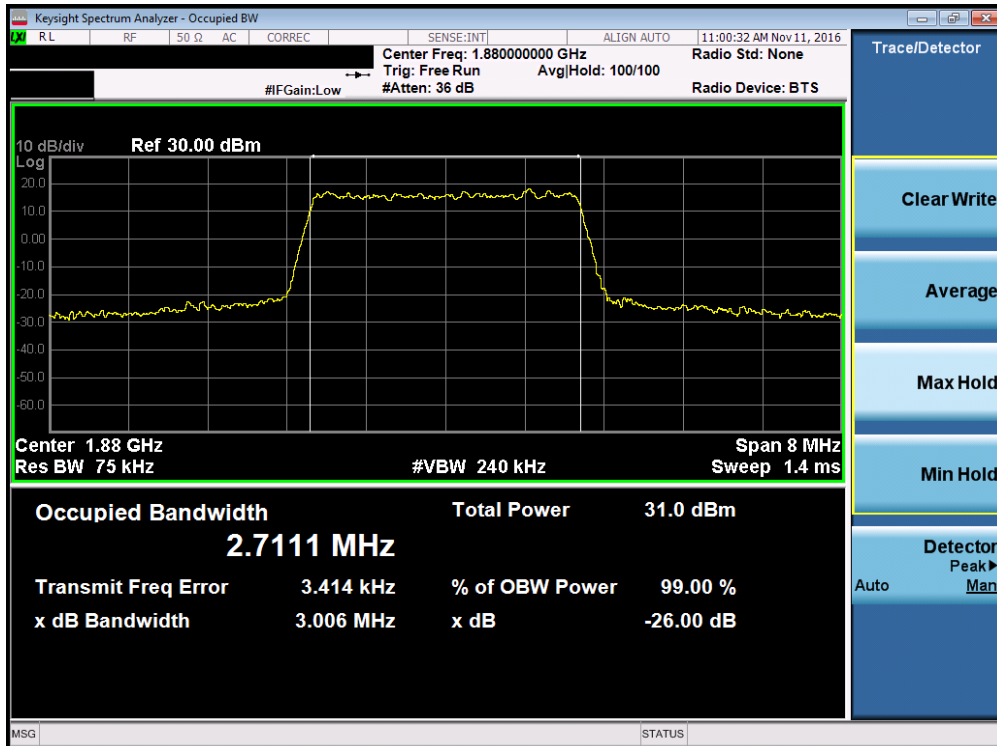 Keysight Spectrum Analyzer - Occupied BW
LXI RL RF 50 Ω AC CORREC SENSE:INT ALIGN AUTO 11:00:32 AM Nov 11, 2016
Center Freq: 1.880000000 GHz Radio Std: None
Trig: Free Run Avg|Hold: 100/100
#IFGain:Low #Atten: 36 dB Radio Device: BTS
10 dB/div Ref 30.00 dBm
Log
20.0
10.0
0.00
-10.0
-20.0
-30.0
-40.0
-50.0
-60.0
Center 1.88 GHz Span 8 MHz
Res BW 75 kHz #VBW 240 kHz Sweep 1.4 ms
Occupied Bandwidth Total Power 31.0 dBm
2.7111 MHz
Transmit Freq Error 3.414 kHz % of OBW Power 99.00 %
x dB Bandwidth 3.006 MHz x dB -26.00 dB
MSG STATUS
Trace/Detector
Clear Write
Average
Max Hold
Min Hold
Detector
Peak▶
Auto Man